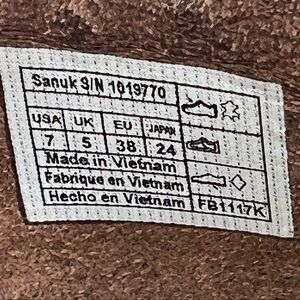 Sanuk S/N 1019770
USA UK EU JAPAN
7 5 38 24
Made in Vietnam
Fabrique en Vietnam
Hecho en Vietnam FB1117K